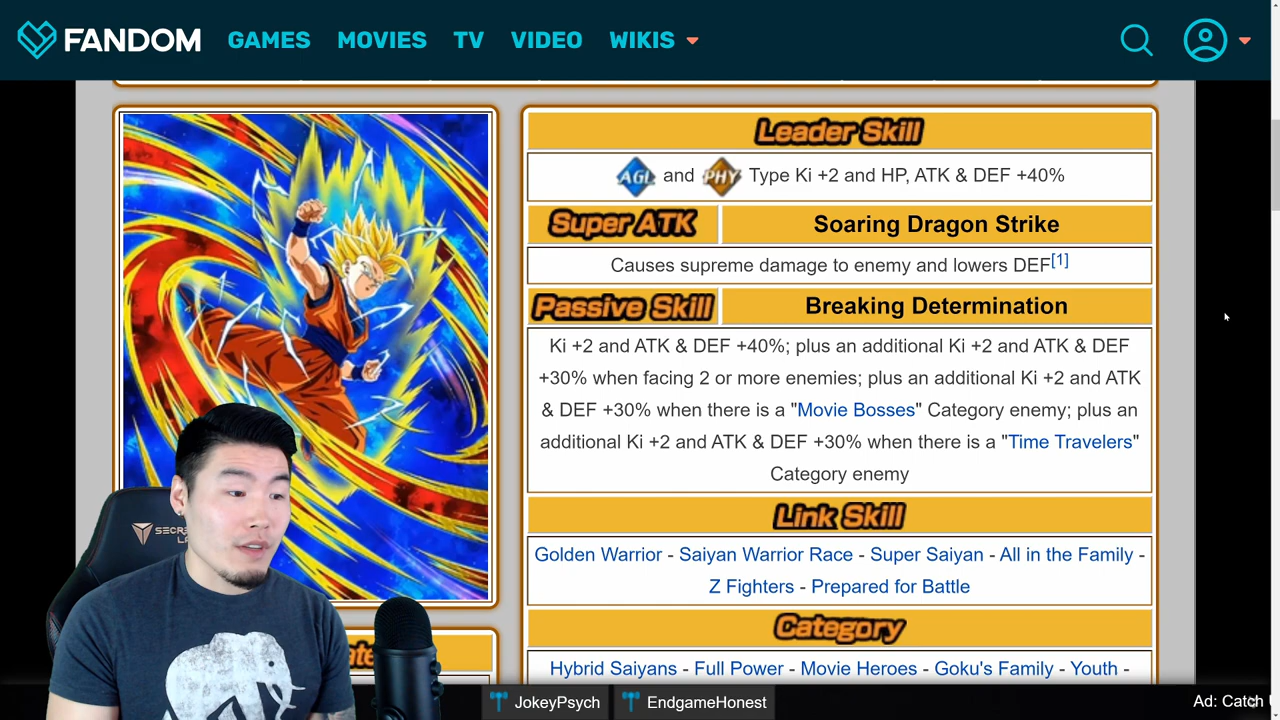 FANDOM GAMES MOVIES TV VIDEO WIKIS
Leader Skill
AGL and PHY Type Ki +2 and HP, ATK & DEF +40%
Super ATK Soaring Dragon Strike
Causes supreme damage to enemy and lowers DEF[1]
Passive Skill Breaking Determination
Ki +2 and ATK & DEF +40%; plus an additional Ki +2 and ATK & DEF
+30% when facing 2 or more enemies; plus an additional Ki +2 and ATK
& DEF +30% when there is a "Movie Bosses" Category enemy; plus an
additional Ki +2 and ATK & DEF +30% when there is a "Time Travelers"
Category enemy
Link Skill
Golden Warrior - Saiyan Warrior Race - Super Saiyan - All in the Family -
Z Fighters - Prepared for Battle
Category
Hybrid Saiyans - Full Power - Movie Heroes - Goku's Family - Youth -
JokeyPsych EndgameHonest Ad: Catch